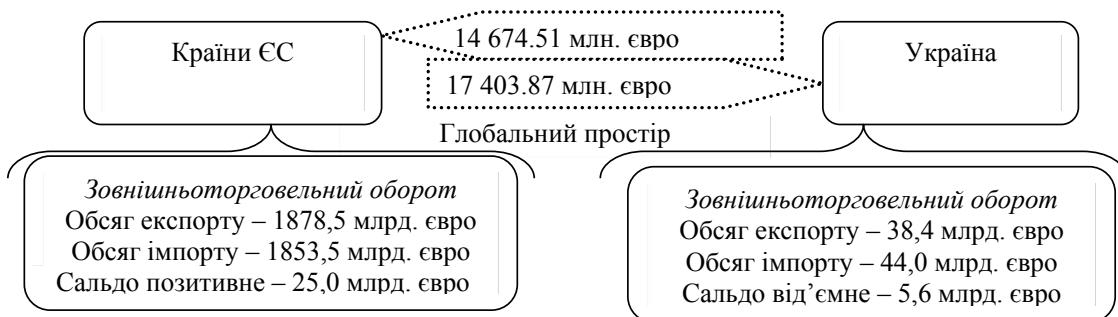 Країни ЄС
14 674.51 млн. євро
17 403.87 млн. євро
Україна
Глобальний простір
Зовнішньоторговельний оборот
Обсяг експорту – 1878,5 млрд. євро
Обсяг імпорту – 1853,5 млрд. євро
Сальдо позитивне – 25,0 млрд. євро
Зовнішньоторговельний оборот
Обсяг експорту – 38,4 млрд. євро
Обсяг імпорту – 44,0 млрд. євро
Сальдо від’ємне – 5,6 млрд. євро